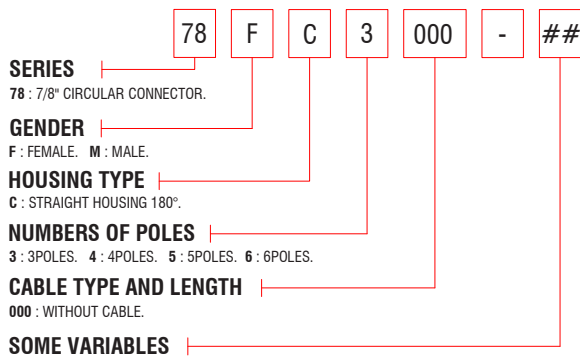 78 F C 3 000 - ##
SERIES
78 : 7/8" CIRCULAR CONNECTOR.
GENDER
F : FEMALE. M : MALE.
HOUSING TYPE
C : STRAIGHT HOUSING 180°.
NUMBERS OF POLES
3 : 3POLES. 4 : 4POLES. 5 : 5POLES. 6 : 6POLES.
CABLE TYPE AND LENGTH
000 : WITHOUT CABLE.
SOME VARIABLES